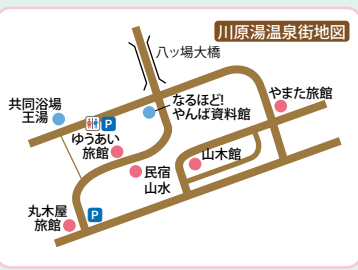 川原湯温泉街地図
八ッ場大橋
共同浴場
王湯
P
なるほど!
やんば資料館
やまた旅館
ゆうあい
旅館
山木館
民宿
山水
丸木屋
旅館
P